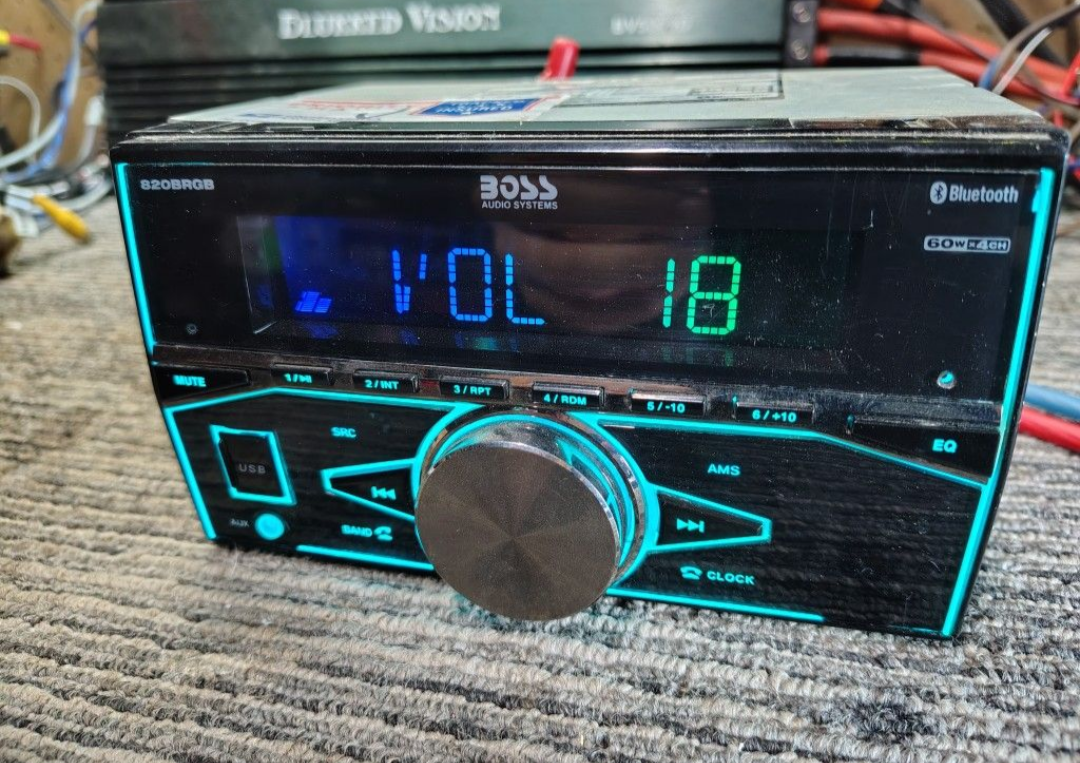 BLURRED VISION
820BRGB
BOSS
AUDIO SYSTEMS
Bluetooth
60W×4CH
VOL 18
MUTE
1/
2/INT
3/RPT
4/RDM
5/-10
6/+10
EQ
SRC
AMS
USB
AUX
BAND
CLOCK